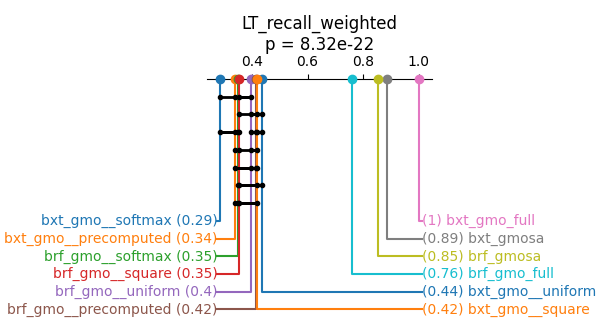 LT_recall_weighted
p = 8.32e-22
0.4 0.6 0.8 1.0
bxt_gmo__softmax (0.29) (1) bxt_gmo_full
bxt_gmo__precomputed (0.34) (0.89) bxt_gmosa
brf_gmo__softmax (0.35) (0.85) brf_gmosa
brf_gmo__square (0.35) (0.76) brf_gmo_full
brf_gmo__uniform (0.4) (0.44) bxt_gmo__uniform
brf_gmo__precomputed (0.42) (0.42) bxt_gmo__square